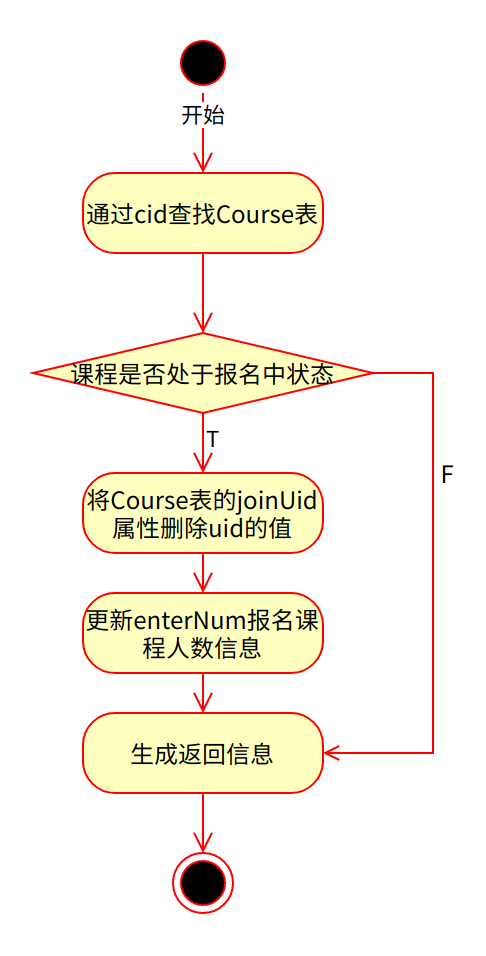 开始
通过cid查找Course表
课程是否处于报名中状态
T
F
将Course表的joinUid
属性删除uid的值
更新enterNum报名课
程人数信息
生成返回信息